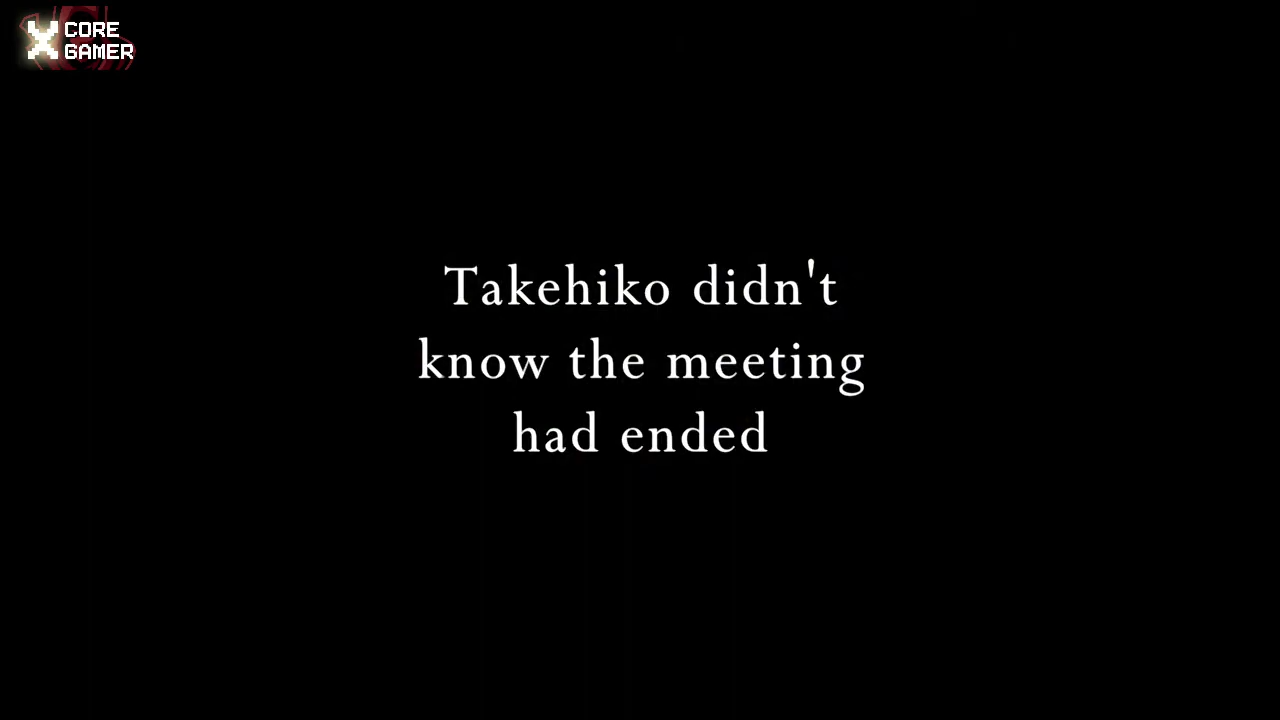 CORE
GAMER
Takehiko didn't
know the meeting
had ended